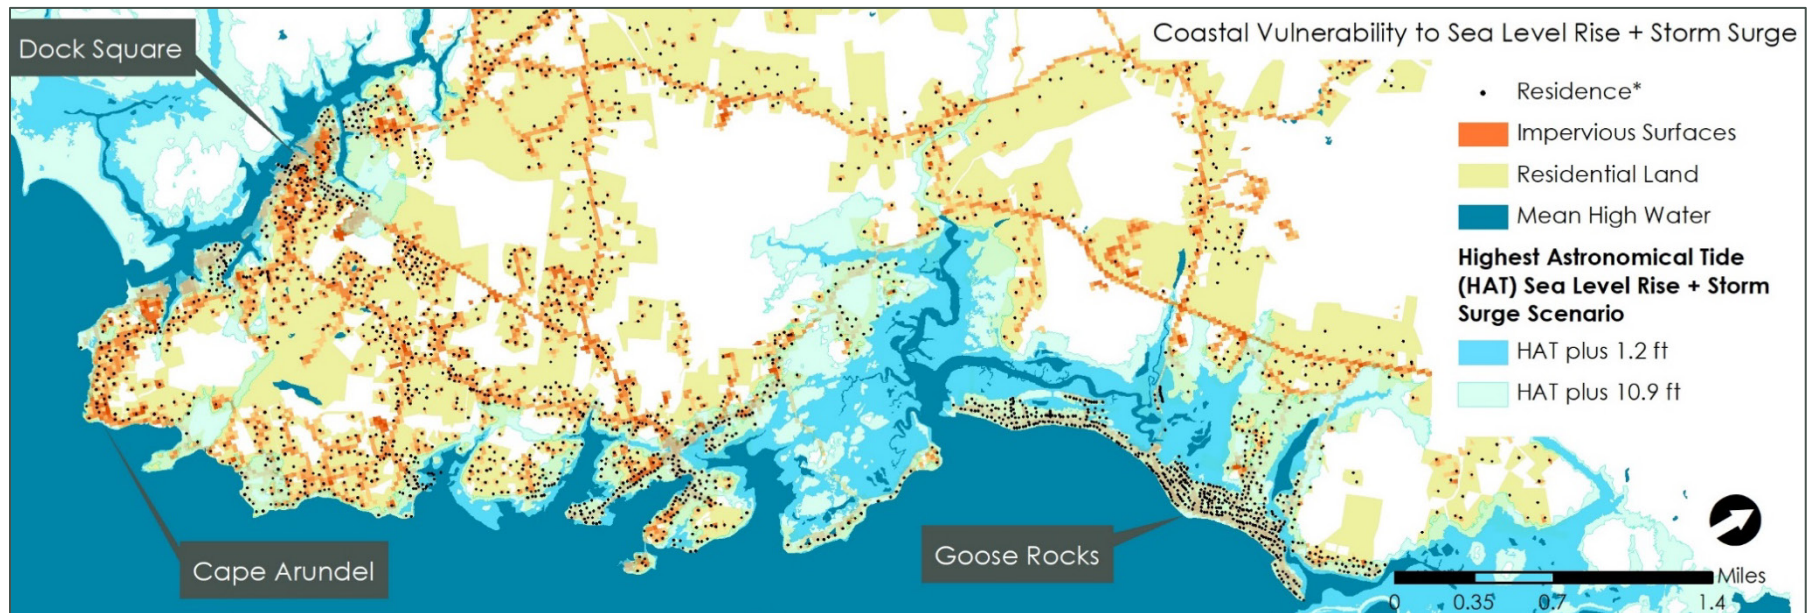 Dock Square
Coastal Vulnerability to Sea Level Rise + Storm Surge
Residence*
Impervious Surfaces
Residential Land
Mean High Water
Highest Astronomical Tide
(HAT) Sea Level Rise + Storm
Surge Scenario
HAT plus 1.2 ft
HAT plus 10.9 ft
Goose Rocks
Cape Arundel
Miles
0 0.35 0.7 1.4